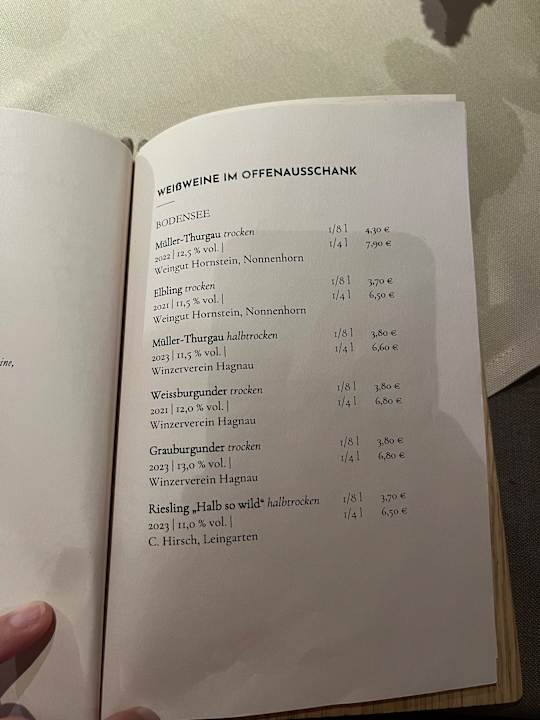 ine,
WEIßWEINE IM OFFENAUSSCHANK
BODENSEE
Müller-Thurgau trocken 1/8 l 4,30 €
2022 | 12,5 % vol. | 1/4 l 7,90 €
Weingut Hornstein, Nonnenhorn
Elbling trocken 1/8 l 3,70 €
2021 | 11,5 % vol. | 1/4 l 6,50 €
Weingut Hornstein, Nonnenhorn
Müller-Thurgau halbtrocken 1/8 l 3,80 €
2023 | 11,5 % vol. | 1/4 l 6,60 €
Winzerverein Hagnau
Weissburgunder trocken 1/8 l 3,80 €
2021 | 12,0 % vol. | 1/4 l 6,80 €
Winzerverein Hagnau
Grauburgunder trocken 1/8 l 3,80 €
2023 | 13,0 % vol. | 1/4 l 6,80 €
Winzerverein Hagnau
Riesling „Halb so wild“ halbtrocken 1/8 l 3,70 €
2023 | 11,0 % vol. | 1/4 l 6,50 €
C. Hirsch, Leingarten